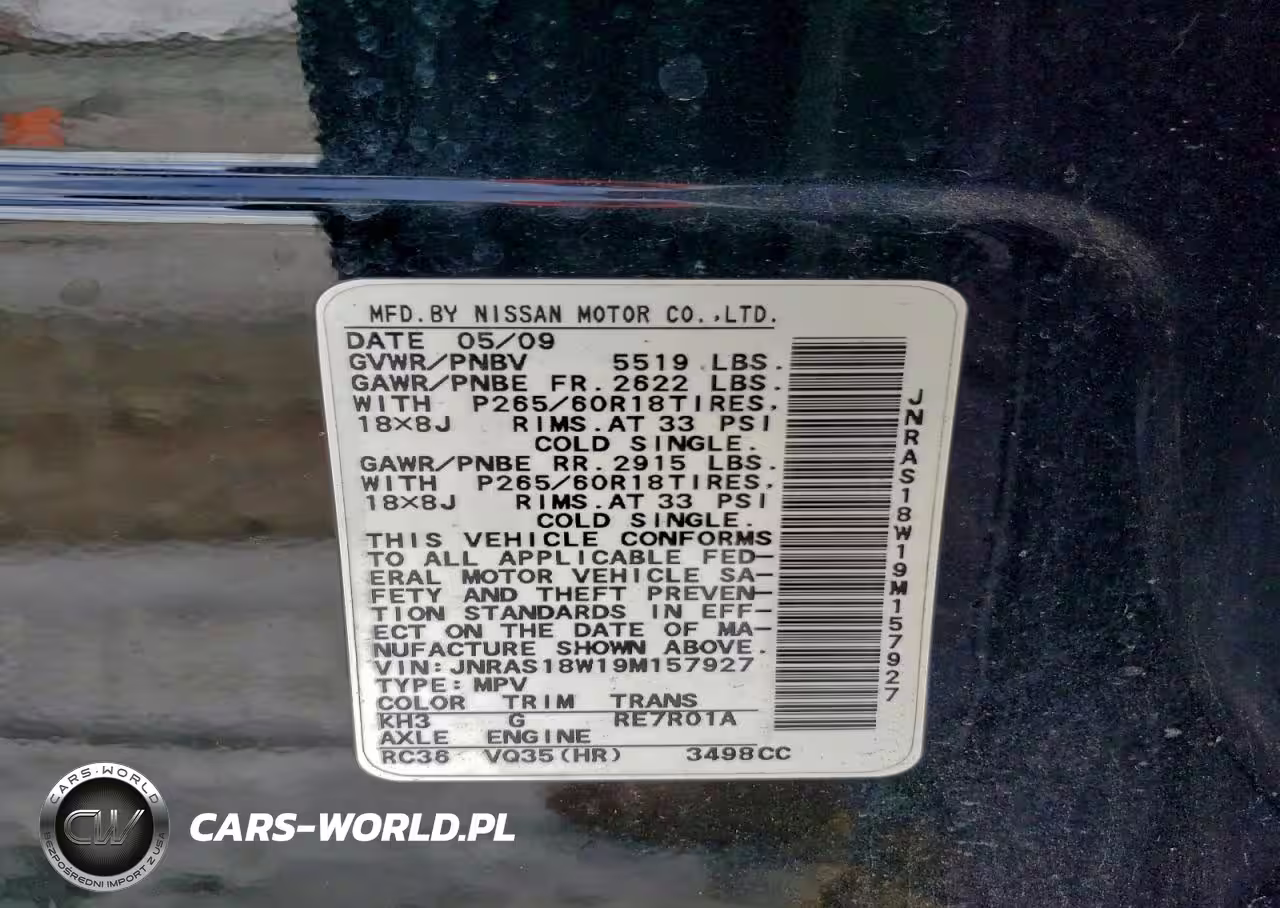 MFD.BY NISSAN MOTOR CO.,LTD.
DATE 05/09
GVWR/PNBV 5519 LBS.
GAWR/PNBE FR.2622 LBS.
WITH P265/60R18TIRES,
18×8J RIMS.AT 33 PSI
COLD SINGLE.
GAWR/PNBE RR.2915 LBS.
WITH P265/60R18TIRES,
18×8J RIMS.AT 33 PSI
COLD SINGLE.
THIS VEHICLE CONFORMS
TO ALL APPLICABLE FED-
ERAL MOTOR VEHICLE SA-
FETY AND THEFT PREVEN-
TION STANDARDS IN EFF-
ECT ON THE DATE OF MA-
NUFACTURE SHOWN ABOVE.
VIN:JNRAS18W19M157927
TYPE:MPV
COLOR TRIM TRANS
KH3 G RE7R01A
AXLE ENGINE
RC36 VQ35(HR) 3498CC
JNRAS18W19M157927
CARS-WORLD
CW
BEZPOŚREDNI IMPORT Z USA
CARS-WORLD.PL